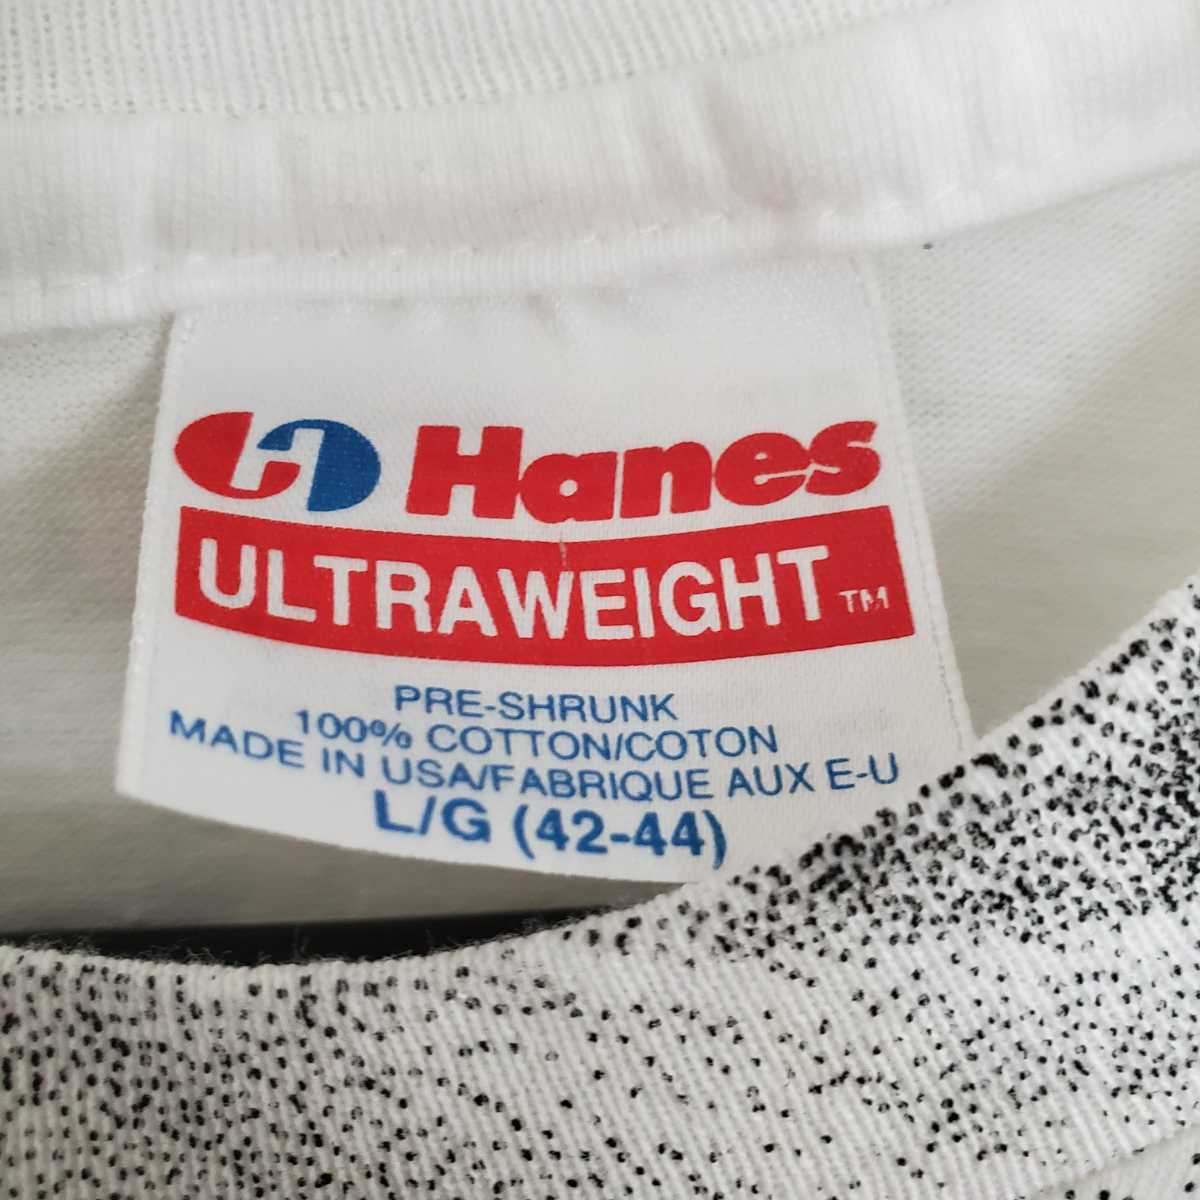 Hanes
ULTRAWEIGHT™
PRE-SHRUNK
100% COTTON/COTON
MADE IN USA/FABRIQUE AUX E-U
L/G (42-44)